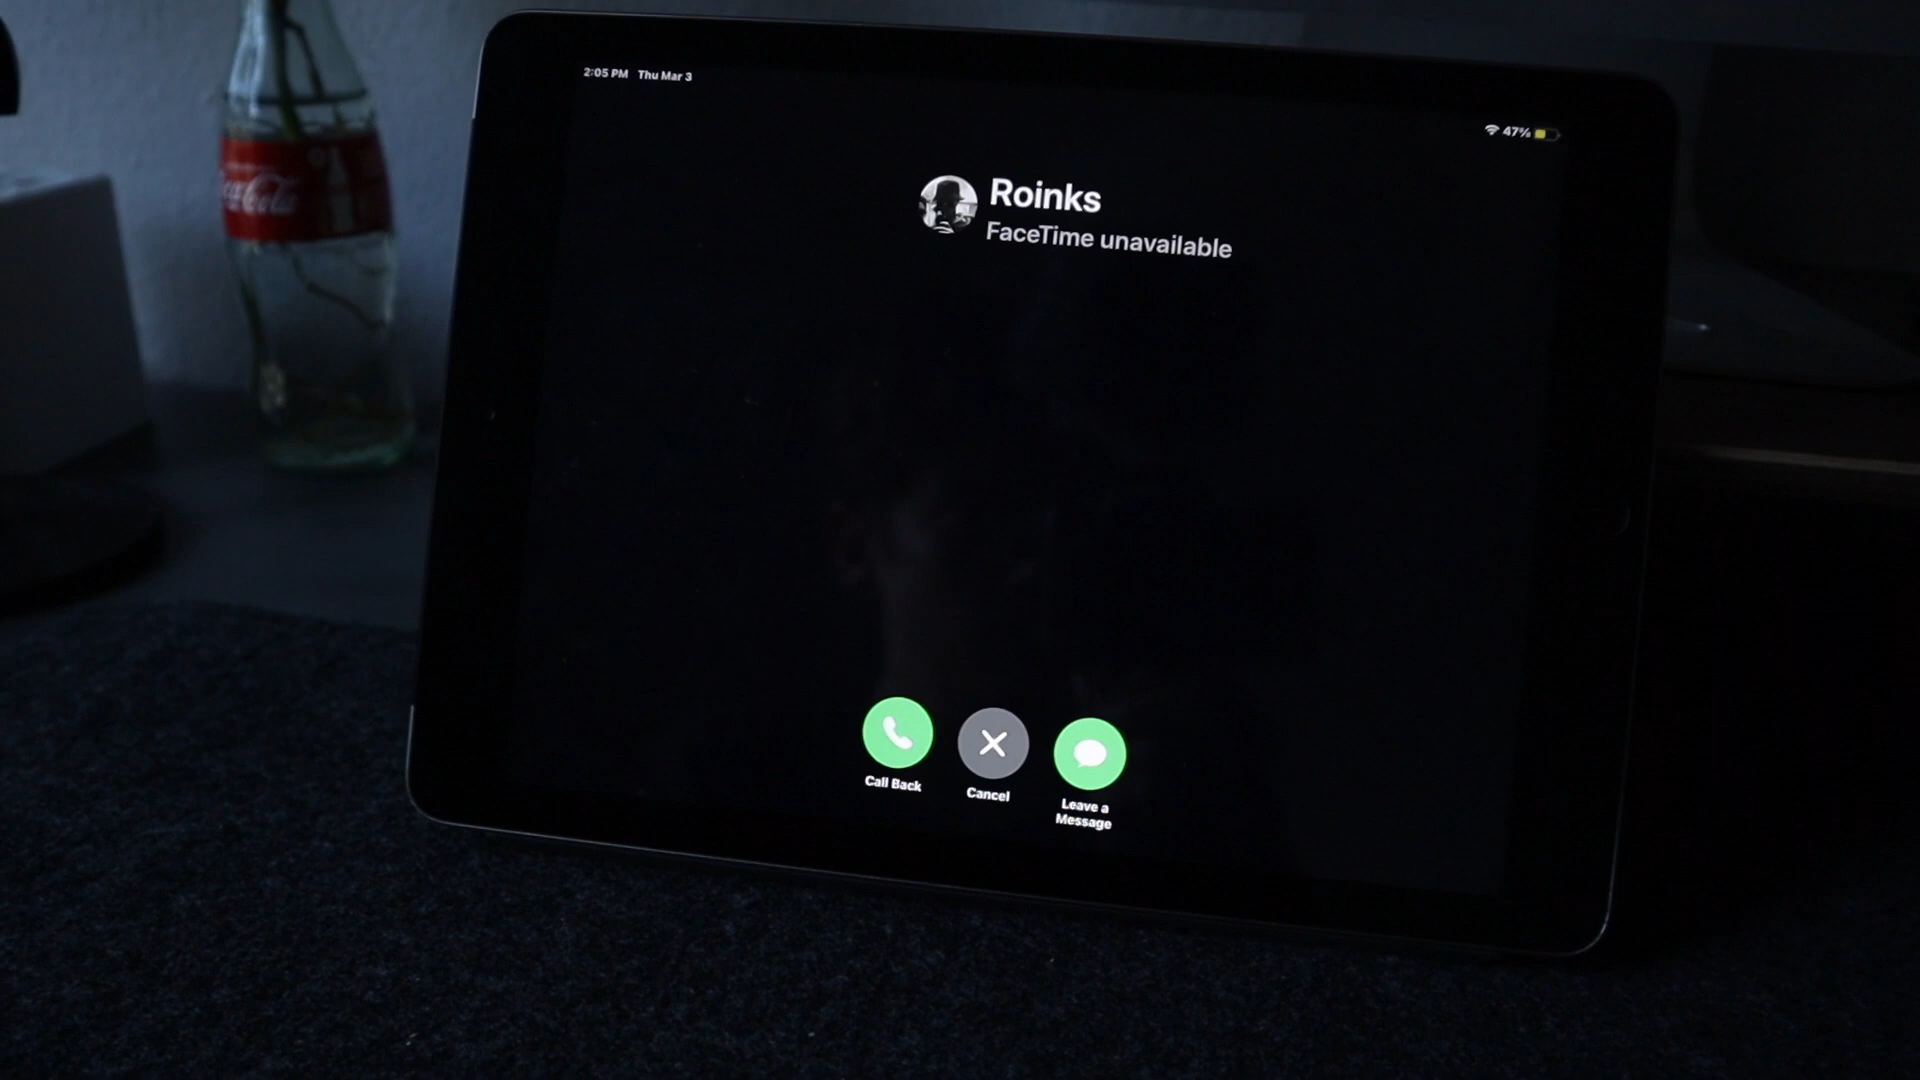 2:05 PM Thu Mar 3
47%
Roinks
FaceTime unavailable
Coca-Cola
Call Back
Cancel
Leave a
Message